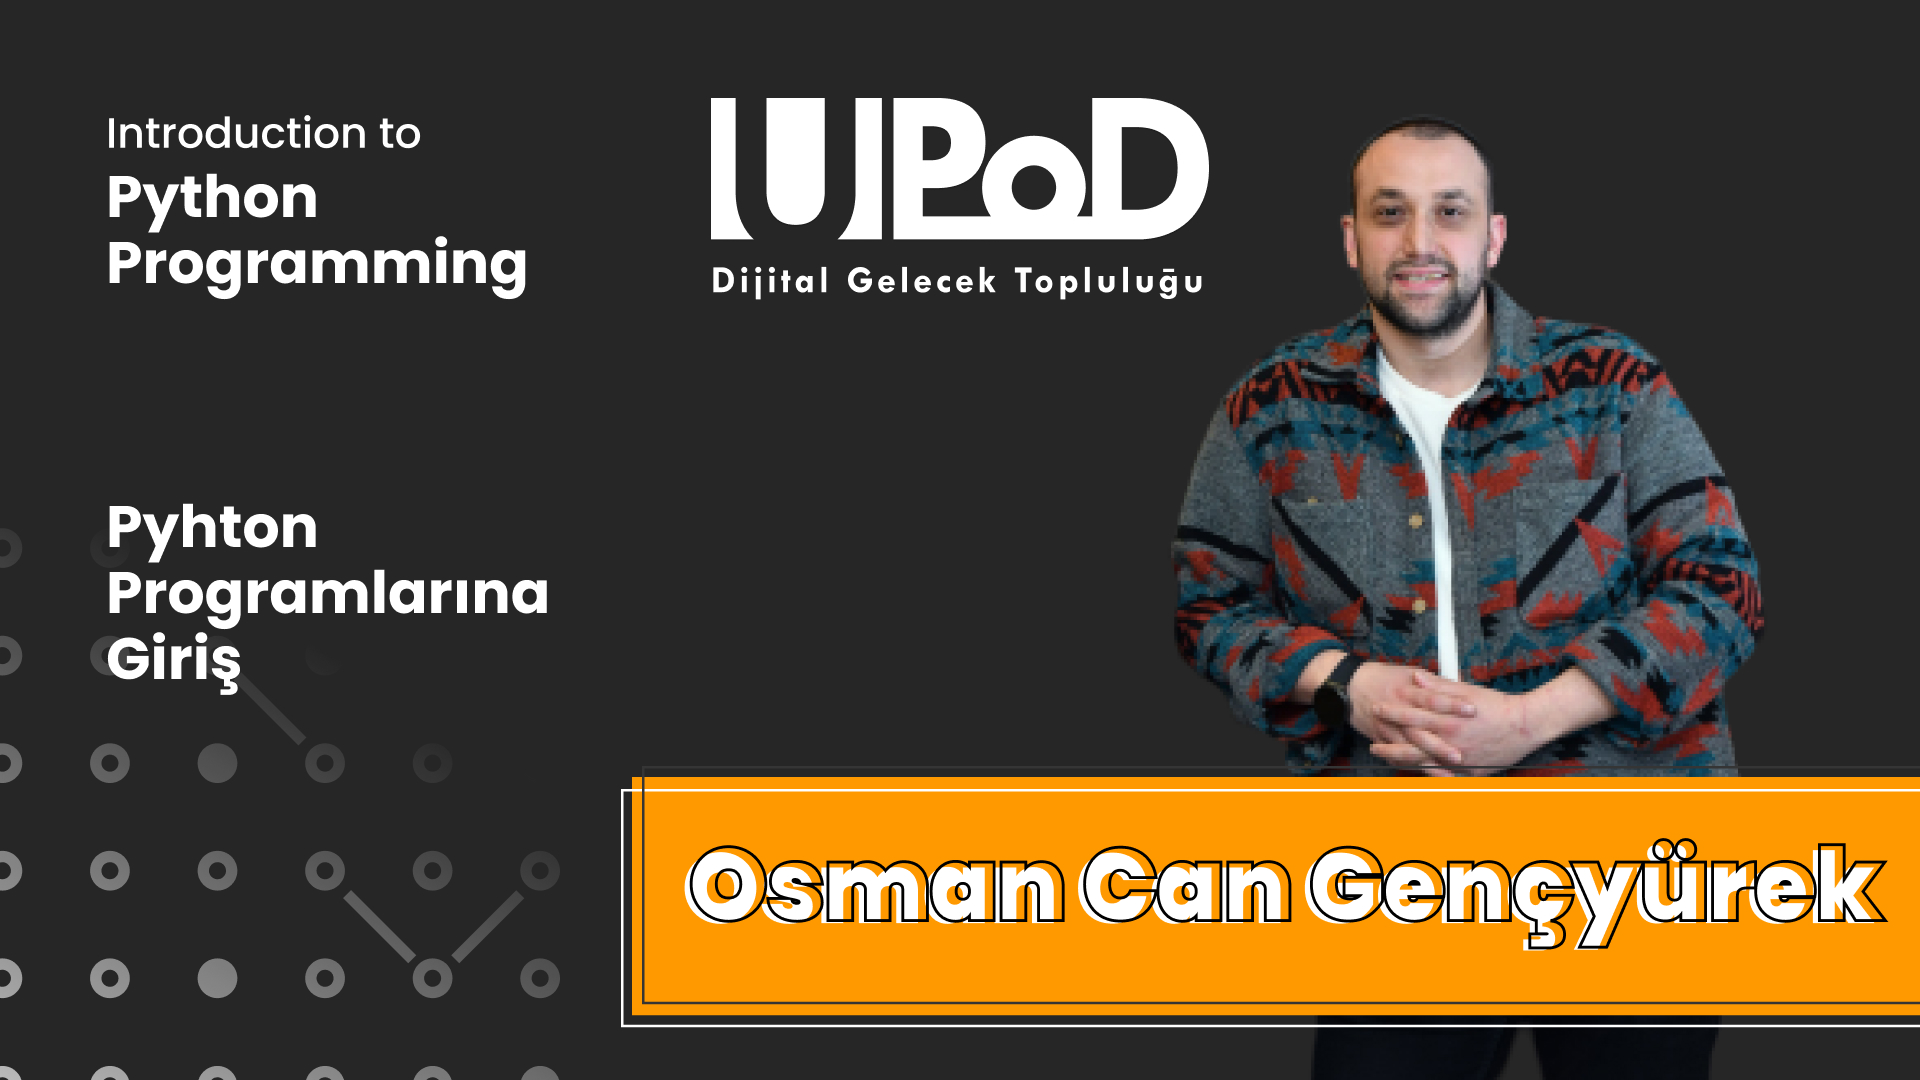 Introduction to
Python
Programming
UPoD
Dijital Gelecek Topluluğu
Pyhton
Programlarına
Giriş
Osman Can Gençyürek